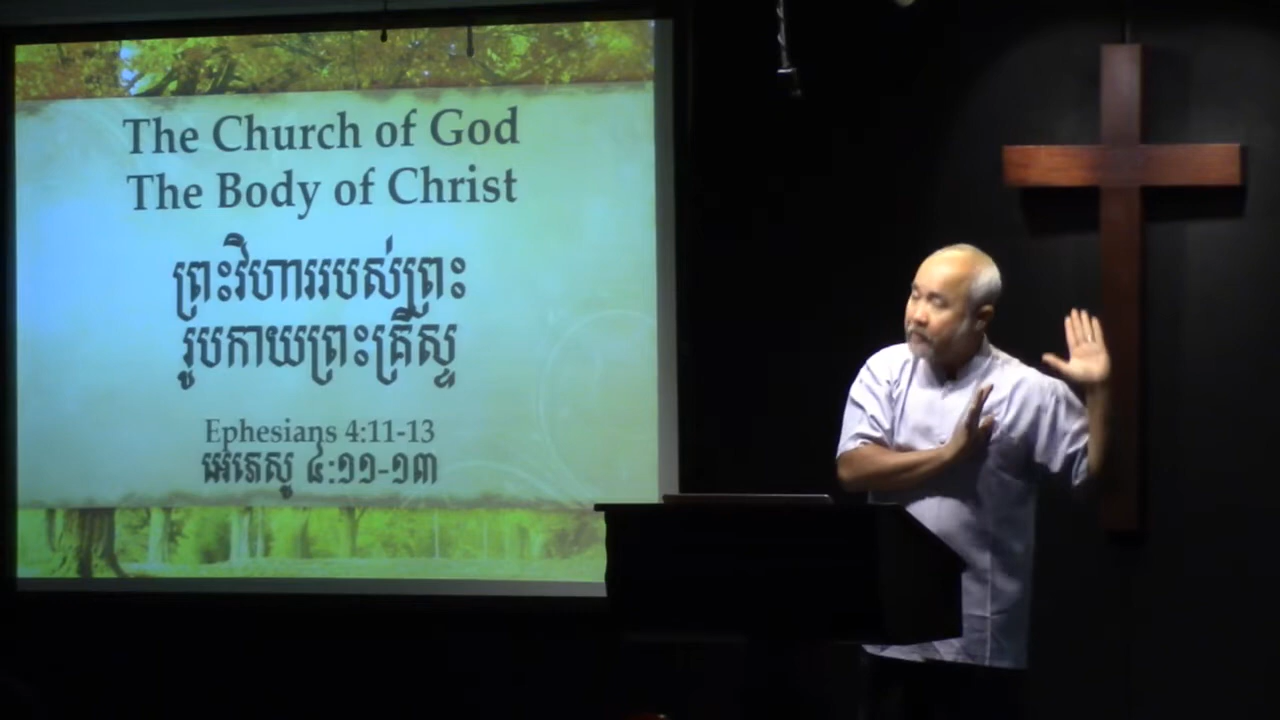 The Church of God
The Body of Christ
ព្រះវិហាររបស់ព្រះ
រូបកាយព្រះគ្រីស្ទ
Ephesians 4:11-13
អេភេសូ ៤:១១-១៣